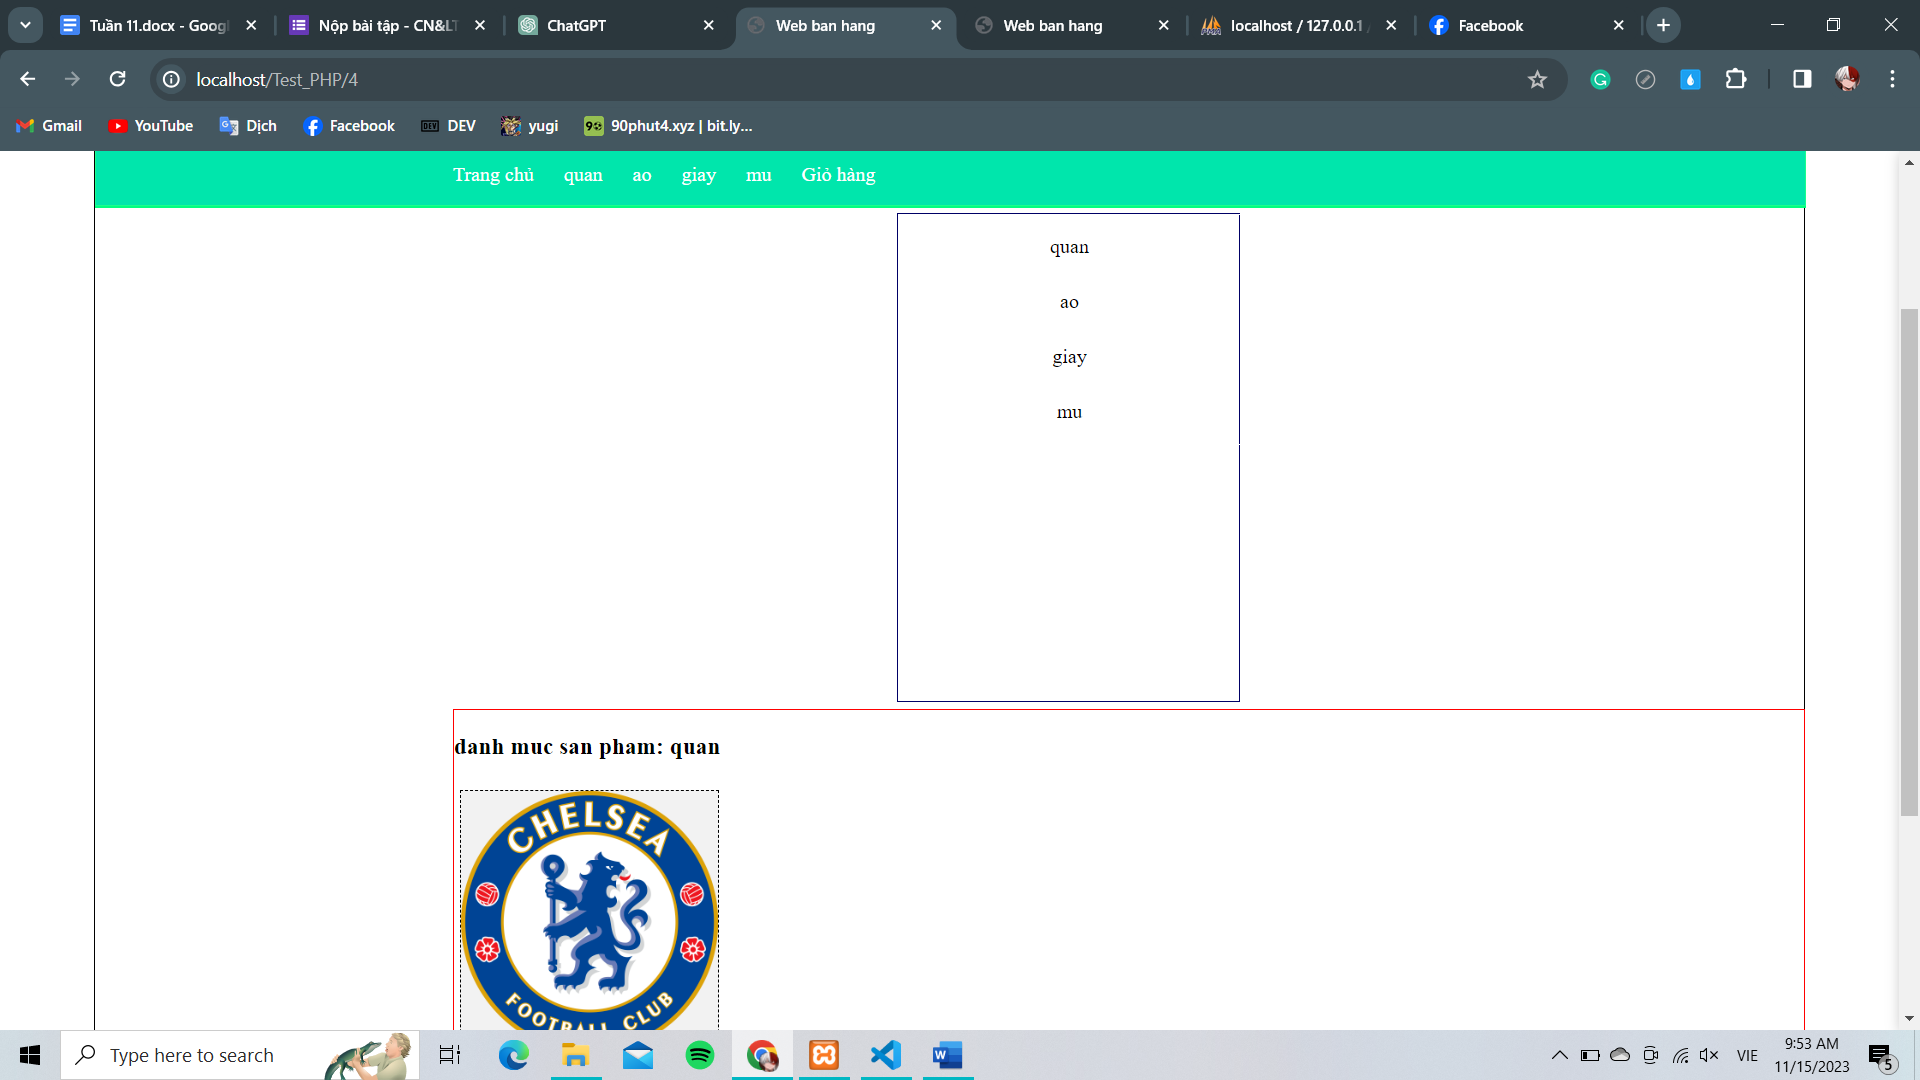 Tuần 11.docx - Goog
Nộp bài tập - CN&LT
ChatGPT
Web ban hang
Web ban hang
localhost / 127.0.0.1
Facebook
localhost/Test_PHP/4
Gmail
YouTube
Dịch
Facebook
DEV
DEV
yugi
90phut4.xyz | bit.ly...
Trang chủ
quan
ao
giay
mu
Giỏ hàng
quan
ao
giay
mu
danh muc san pham: quan
CHELSEA
FOOTBALL CLUB
Type here to search
VIE
9:53 AM
11/15/2023
5